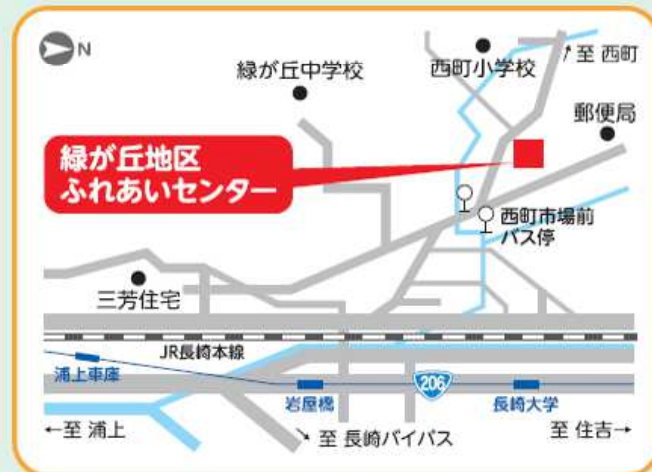 N
緑が丘中学校
西町小学校
至 西町
郵便局
緑が丘地区
ふれあいセンター
西町市場前
バス停
三芳住宅
JR長崎本線
浦上車庫
岩屋橋
206
長崎大学
←至 浦上
↘至 長崎バイパス
至 住吉→